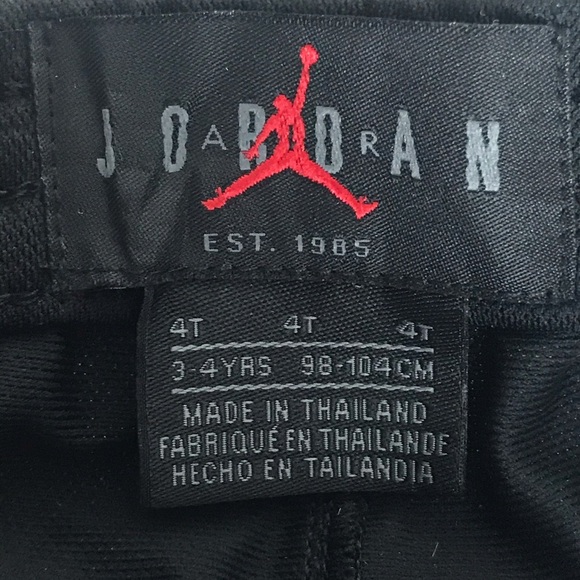 JORDAN
AIR
EST. 1985
4T 4T 4T
3-4YRS 98-104CM
MADE IN THAILAND
FABRIQUÉ EN THAILANDE
HECHO EN TAILANDIA